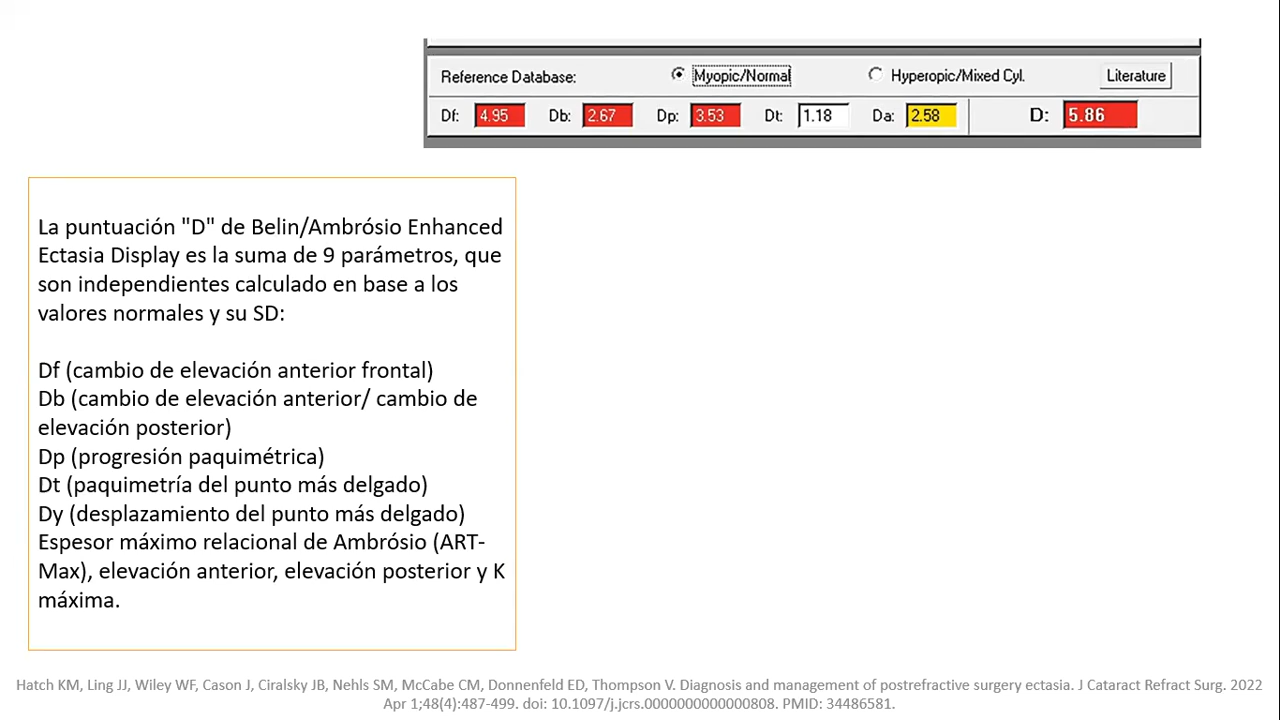 Reference Database: Myopic/Normal Hyperopic/Mixed Cyl. Literature
Df: 4.95 Db: 2.67 Dp: 3.53 Dt: 1.18 Da: 2.58 D: 5.86
La puntuación "D" de Belin/Ambrósio Enhanced
Ectasia Display es la suma de 9 parámetros, que
son independientes calculado en base a los
valores normales y su SD:
Df (cambio de elevación anterior frontal)
Db (cambio de elevación anterior/ cambio de
elevación posterior)
Dp (progresión paquimétrica)
Dt (paquimetría del punto más delgado)
Dy (desplazamiento del punto más delgado)
Espesor máximo relacional de Ambrósio (ART-
Max), elevación anterior, elevación posterior y K
máxima.
Hatch KM, Ling JJ, Wiley WF, Cason J, Ciralsky JB, Nehls SM, McCabe CM, Donnenfeld ED, Thompson V. Diagnosis and management of postrefractive surgery ectasia. J Cataract Refract Surg. 2022
Apr 1;48(4):487-499. doi: 10.1097/j.jcrs.0000000000000808. PMID: 34486581.